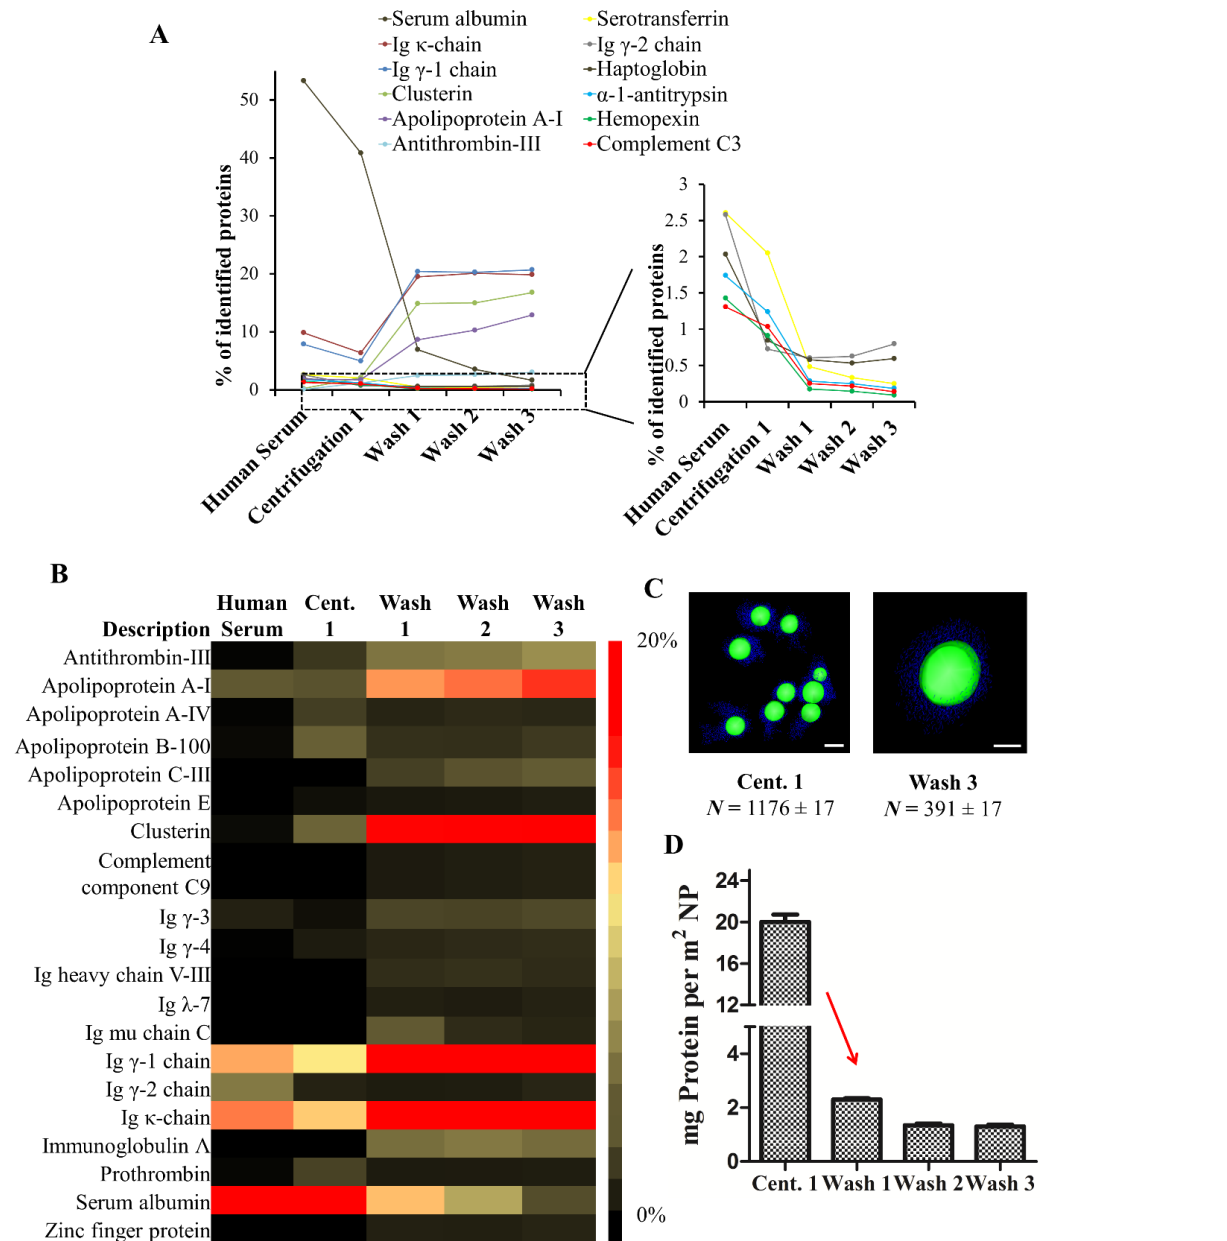 A
Serum albumin
Serotransferrin
Ig κ-chain
Ig γ-2 chain
Ig γ-1 chain
Haptoglobin
Clusterin
α-1-antitrypsin
Apolipoprotein A-I
Hemopexin
Antithrombin-III
Complement C3
% of identified proteins
50
40
30
20
10
0
Human Serum
Centrifugation 1
Wash 1
Wash 2
Wash 3
% of identified proteins
3
2.5
2
1.5
1
0.5
0
Human Serum
Centrifugation 1
Wash 1
Wash 2
Wash 3
B
Description
Human Serum
Cent. 1
Wash 1
Wash 2
Wash 3
Antithrombin-III
Apolipoprotein A-I
Apolipoprotein A-IV
Apolipoprotein B-100
Apolipoprotein C-III
Apolipoprotein E
Clusterin
Complement
component C9
Ig γ-3
Ig γ-4
Ig heavy chain V-III
Ig λ-7
Ig mu chain C
Ig γ-1 chain
Ig γ-2 chain
Ig κ-chain
Immunoglobulin Λ
Prothrombin
Serum albumin
Zinc finger protein
20%
0%
C
Cent. 1
N = 1176 ± 17
Wash 3
N = 391 ± 17
D
mg Protein per m² NP
24
20
16
12
4
2
0
Cent. 1
Wash 1
Wash 2
Wash 3